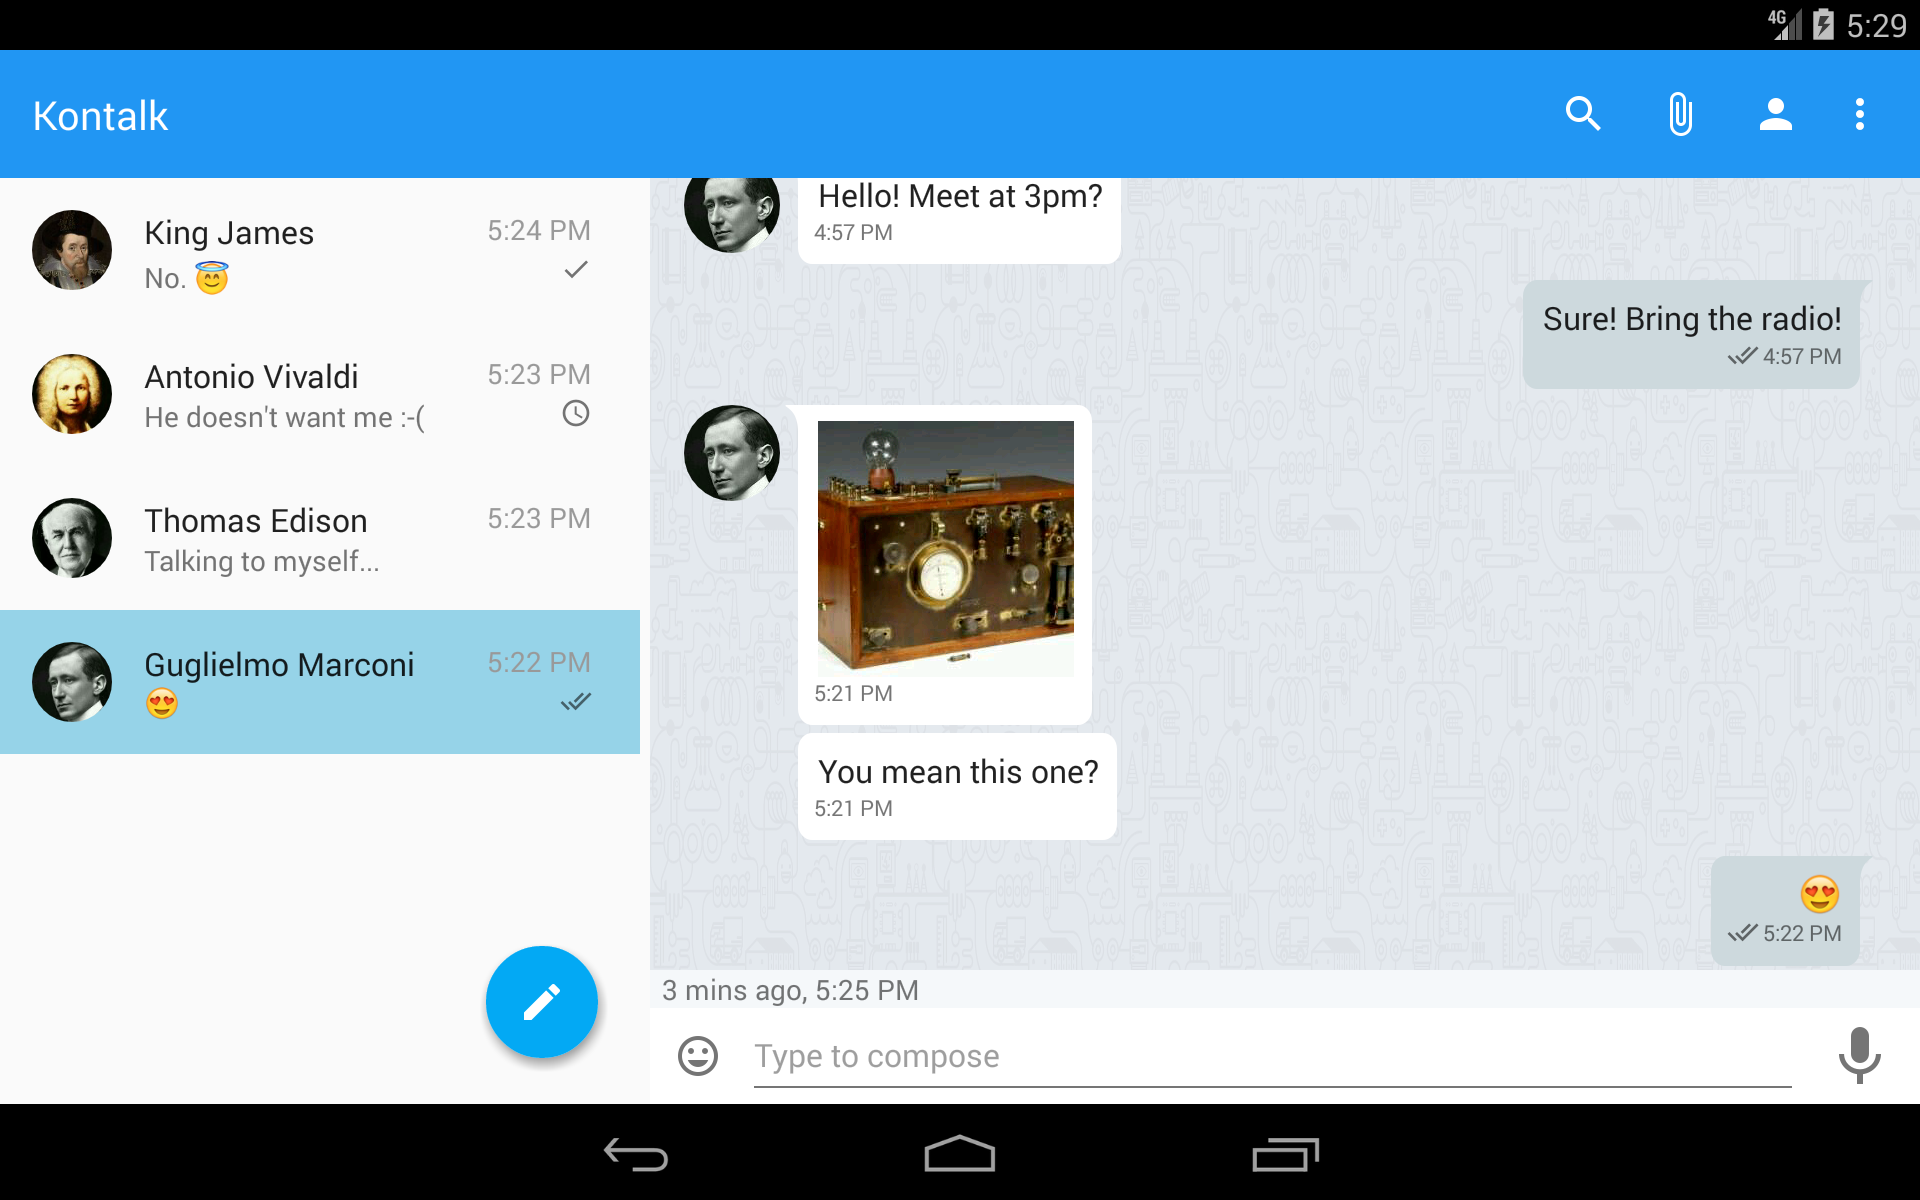 4G 5:29
Kontalk
King James 5:24 PM
No. 😇
Antonio Vivaldi 5:23 PM
He doesn't want me :-(
Thomas Edison 5:23 PM
Talking to myself...
Guglielmo Marconi 5:22 PM
😍
Hello! Meet at 3pm?
4:57 PM
Sure! Bring the radio!
4:57 PM
5:21 PM
You mean this one?
5:21 PM
😍
5:22 PM
3 mins ago, 5:25 PM
Type to compose